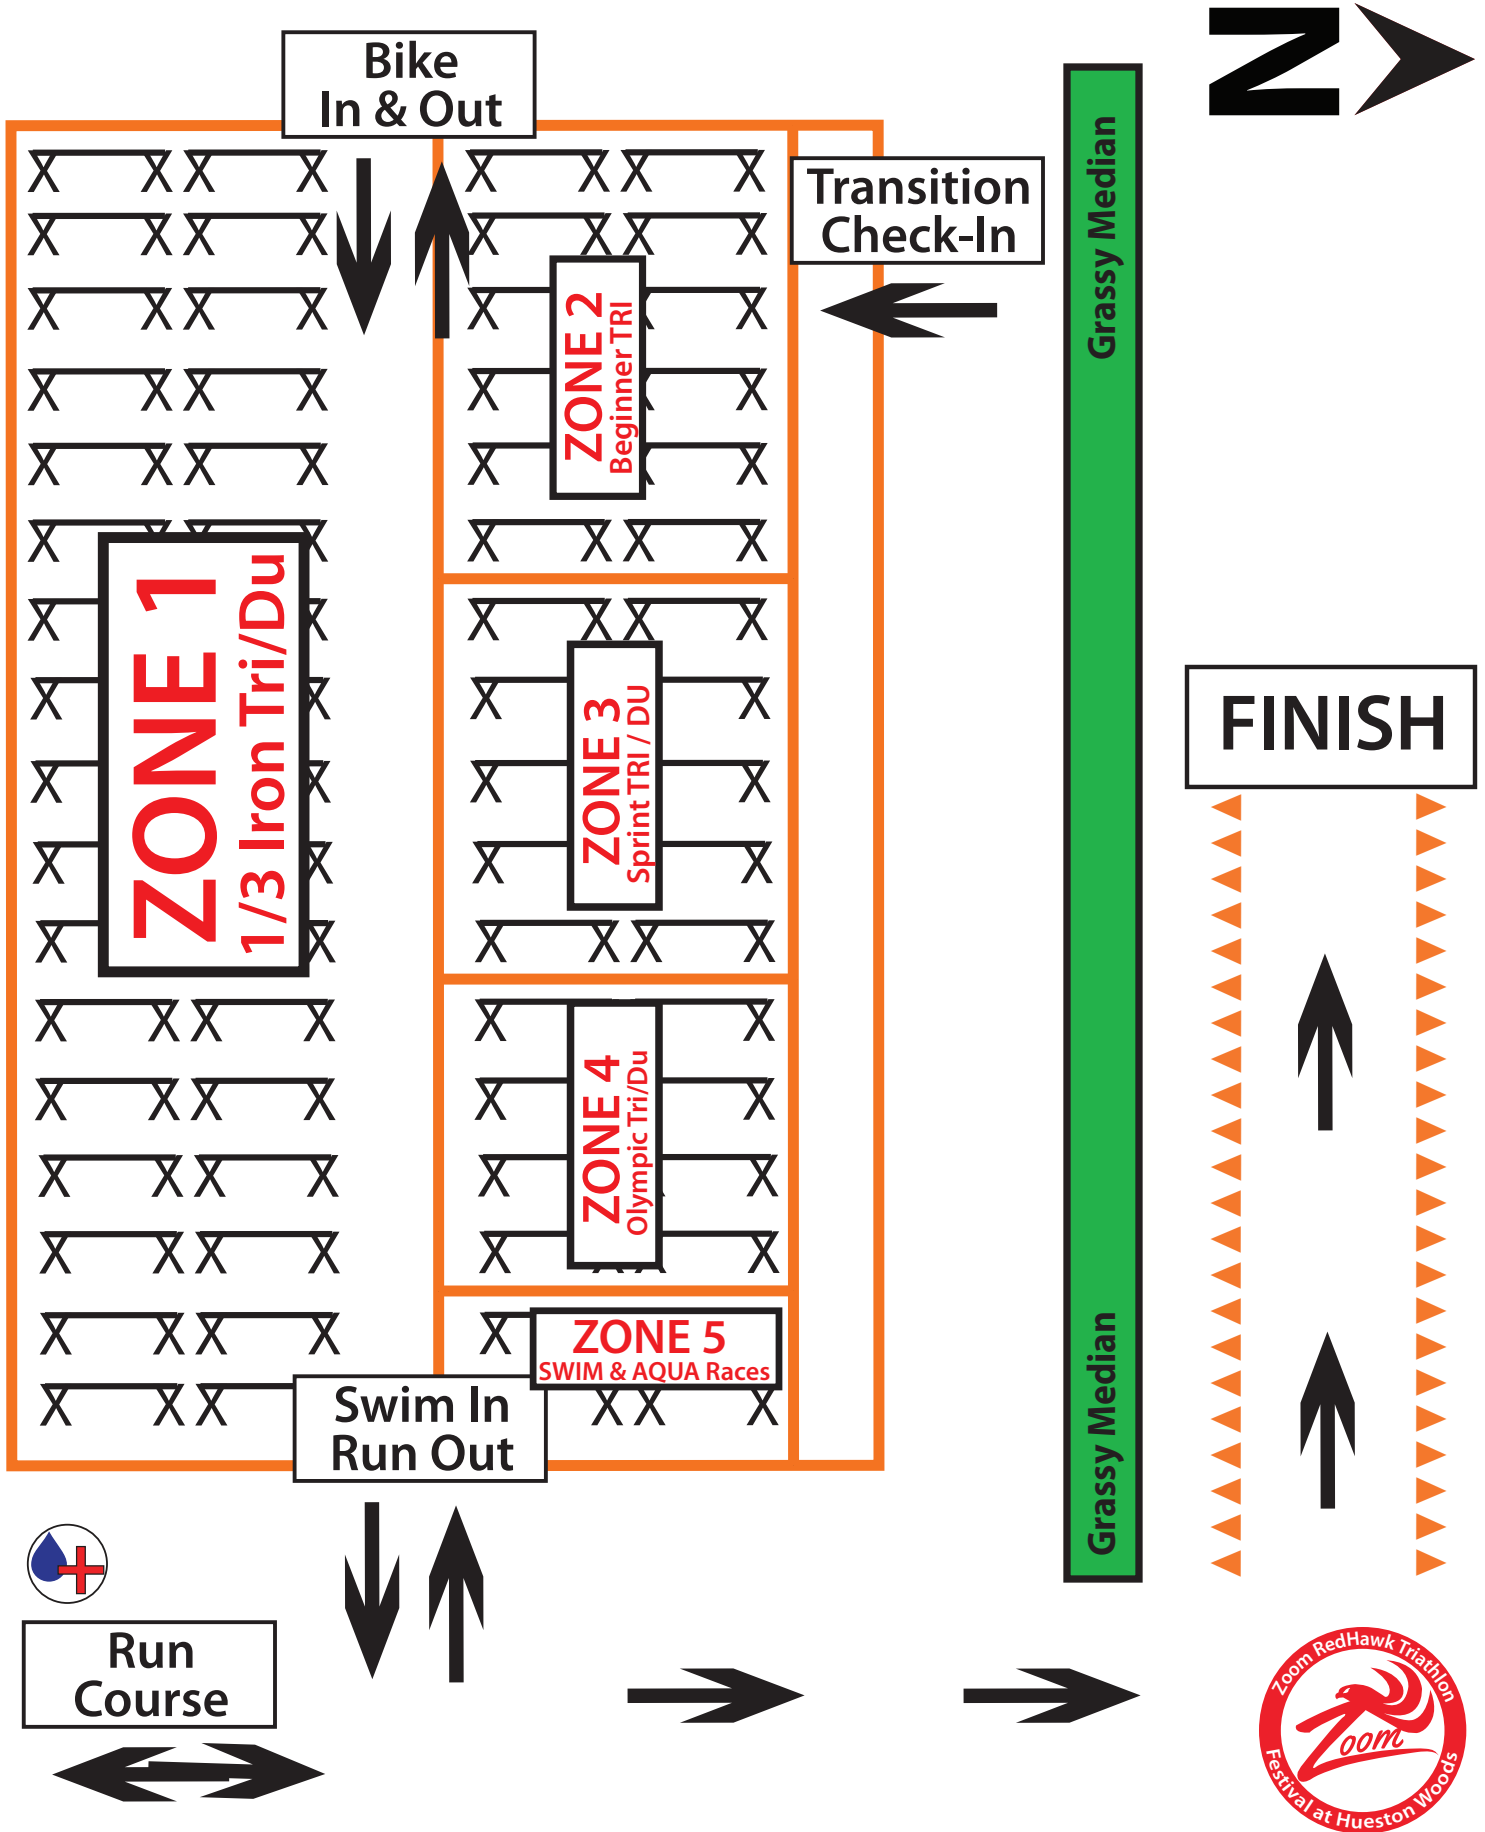 N
Bike
In & Out
Transition
Check-In
Grassy Median
ZONE 2
Beginner TRI
ZONE 1
1/3 Iron Tri/Du
ZONE 3
Sprint TRI / DU
FINISH
ZONE 4
Olympic Tri/Du
ZONE 5
SWIM & AQUA Races
Grassy Median
Swim In
Run Out
Run
Course
Zoom RedHawk Triathlon
Zoom
Festival at Hueston Woods